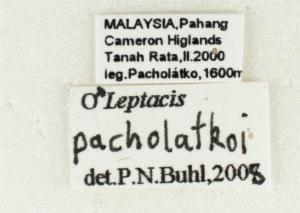 MALAYSIA,Pahang
Cameron Higlands
Tanah Rata,II.2000
leg.Pacholátko,1600m
♂ Leptacis
pacholatkoi
det.P.N.Buhl,2008